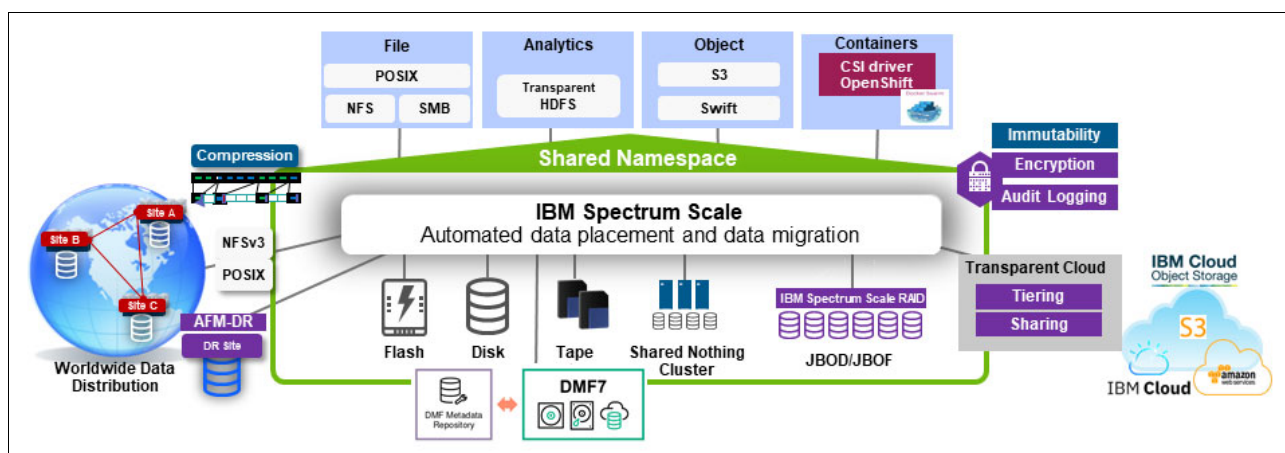 File
POSIX
NFS
SMB
Analytics
Transparent
HDFS
Object
S3
Swift
Containers
CSI driver
OpenShift
Compression
Shared Namespace
Immutability
Encryption
Audit Logging
IBM Spectrum Scale
Automated data placement and data migration
Site A
Site B
Site C
NFSv3
POSIX
AFM-DR
DR Site
Worldwide Data
Distribution
Flash
Disk
Tape
Shared Nothing
Cluster
IBM Spectrum Scale RAID
JBOD/JBOF
Transparent Cloud
Tiering
Sharing
IBM Cloud
Object Storage
S3
IBM Cloud
amazon
web services
DMF Metadata
Repository
DMF7